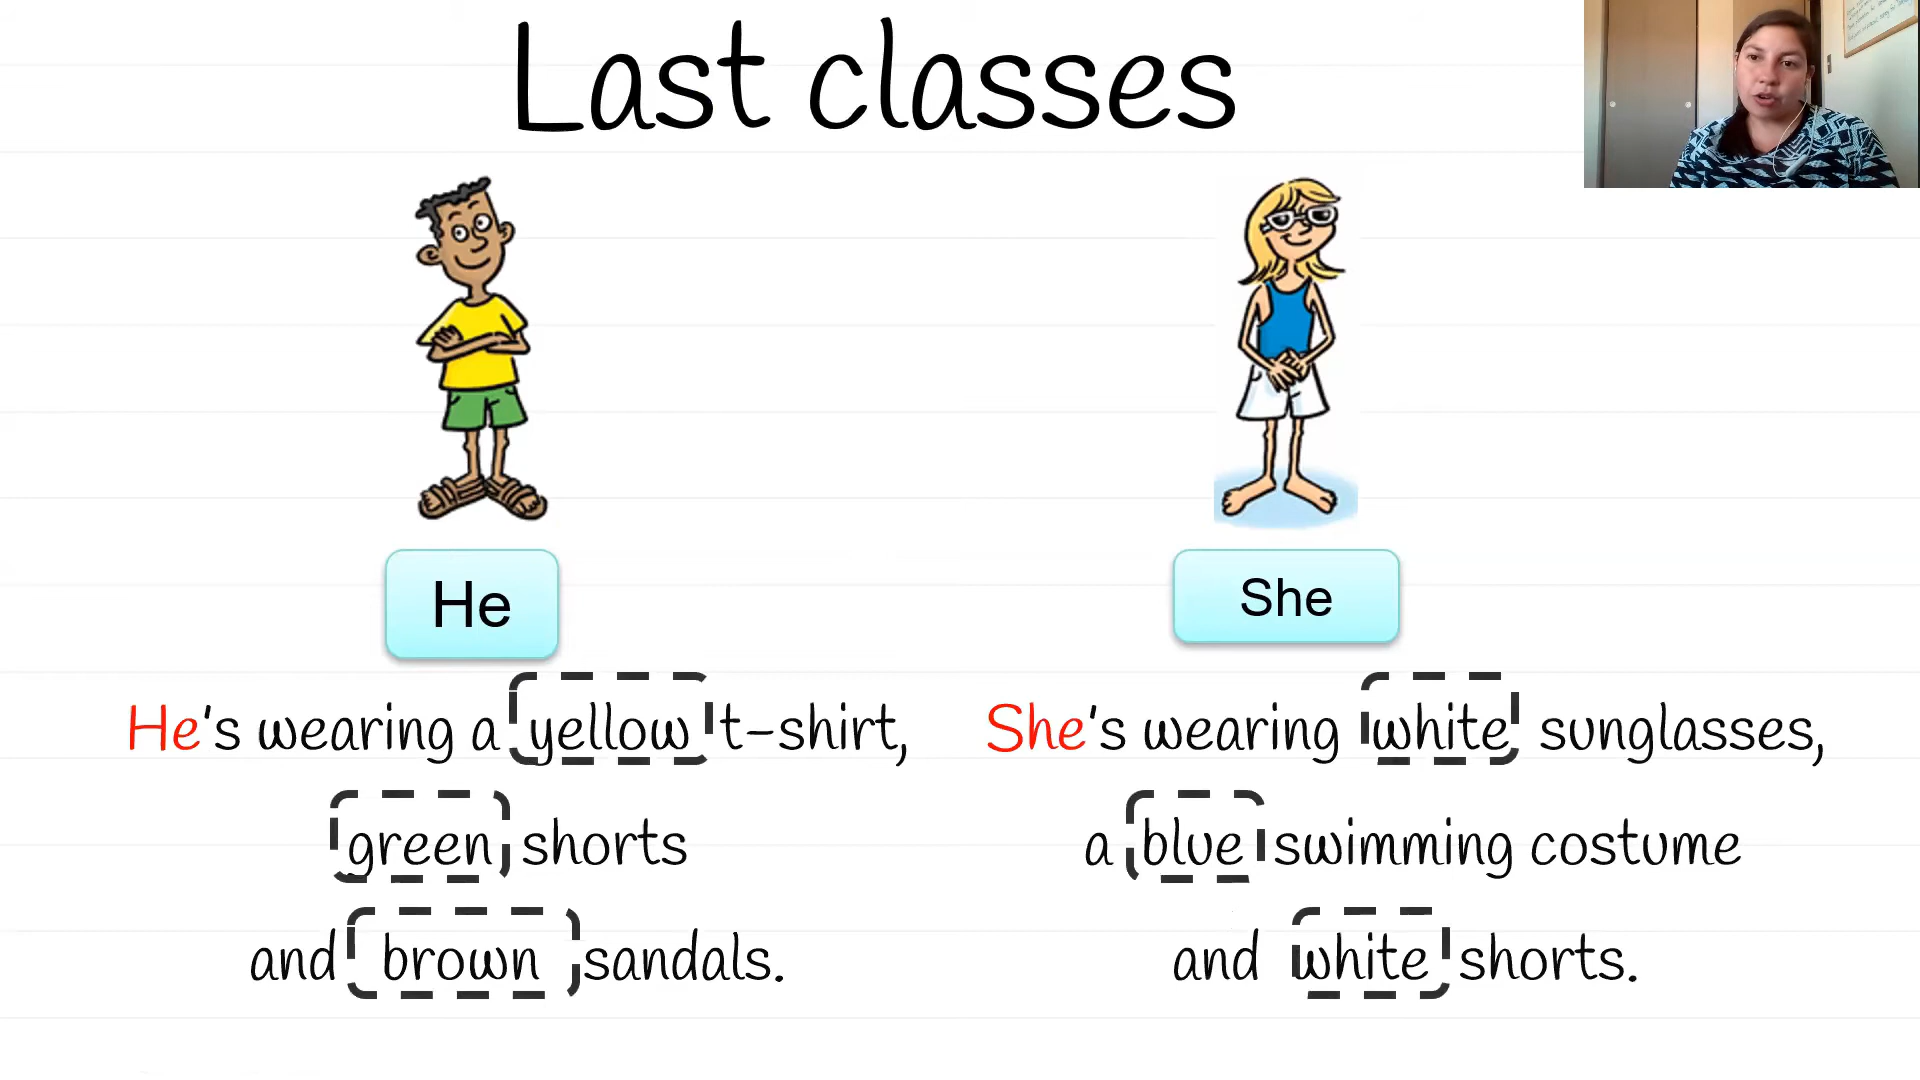 Last classes
He
She
He's wearing a yellow t-shirt,
green shorts
and brown sandals.
She's wearing white sunglasses,
a blue swimming costume
and white shorts.